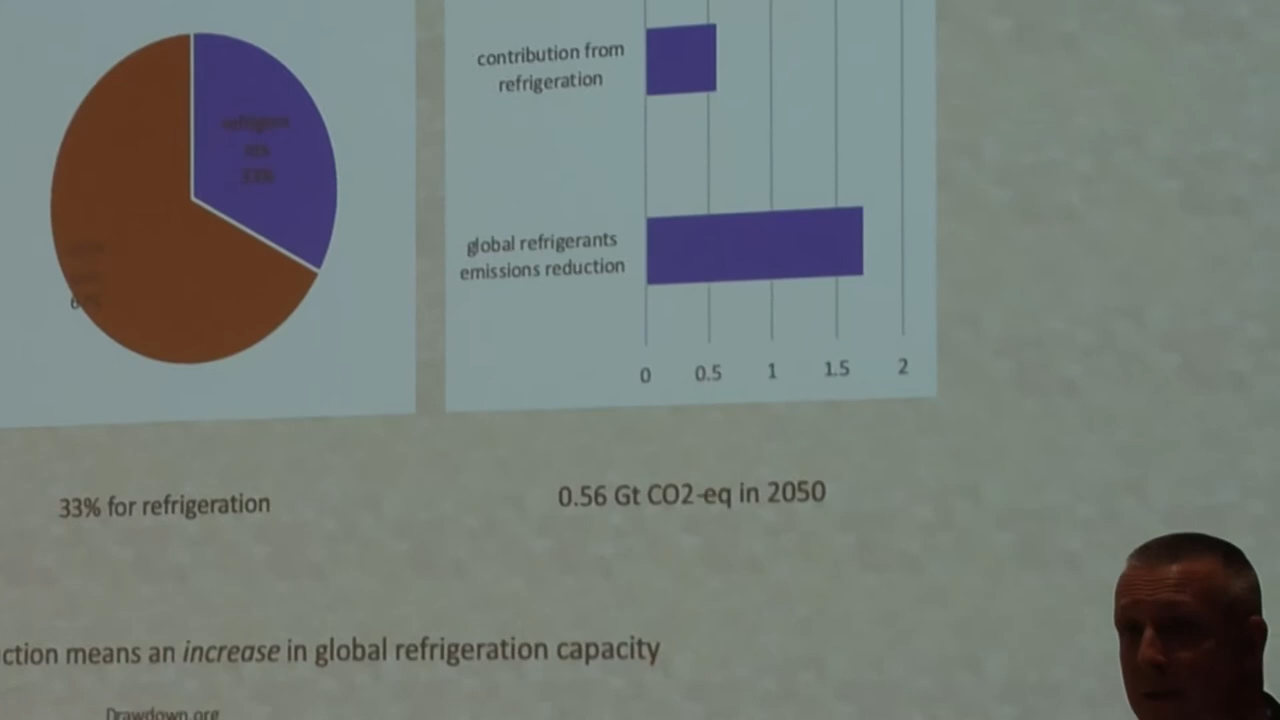 contribution from
refrigeration
global refrigerants
emissions reduction
0 0.5 1 1.5 2
33% for refrigeration
0.56 Gt CO2-eq in 2050
ction means an increase in global refrigeration capacity
Drawdown.org